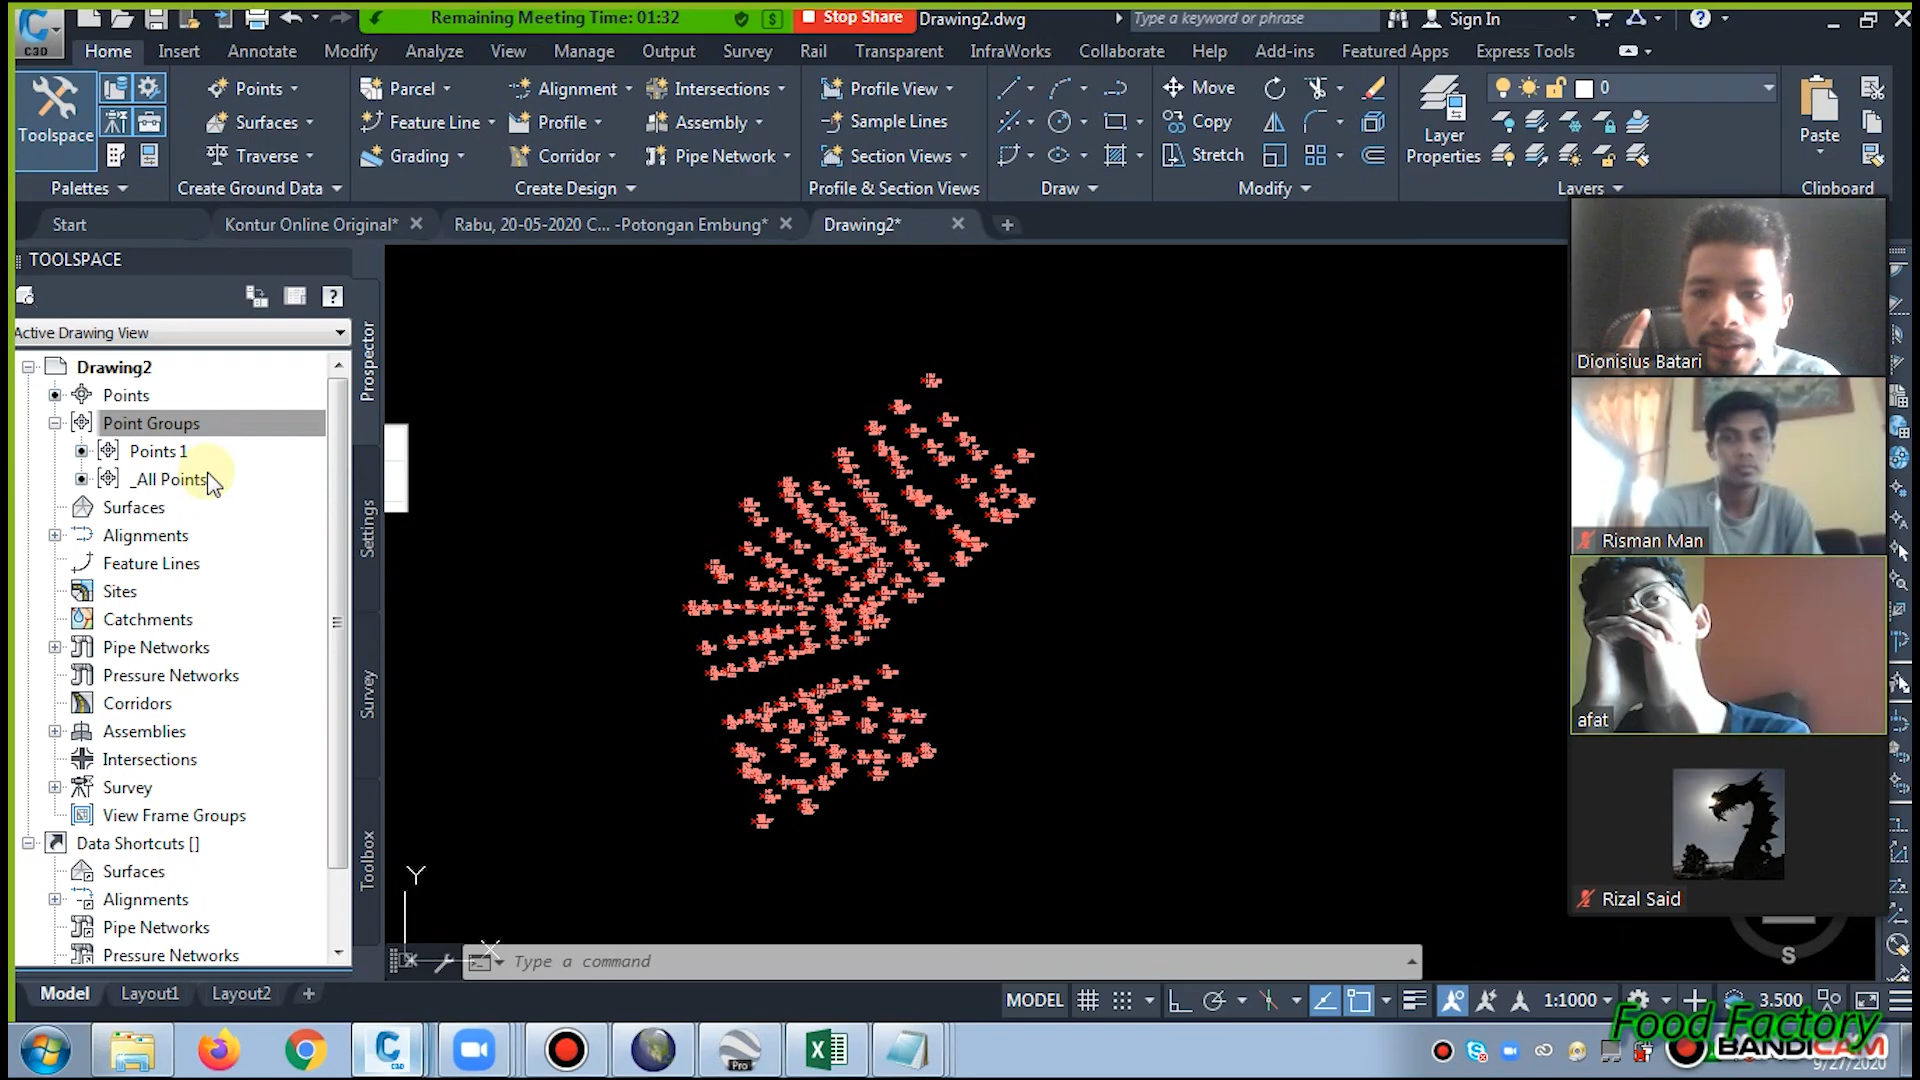 Remaining Meeting Time: 01:32
Stop Share
Drawing2.dwg
Type a keyword or phrase
Sign In
C3D
Home
Insert
Annotate
Modify
Analyze
View
Manage
Output
Survey
Rail
Transparent
InfraWorks
Collaborate
Help
Add-ins
Featured Apps
Express Tools
Toolspace
Points
Surfaces
Traverse
Parcel
Feature Line
Grading
Alignment
Profile
Corridor
Intersections
Assembly
Pipe Network
Profile View
Sample Lines
Section Views
Move
Copy
Stretch
Layer
Properties
0
Paste
Palettes
Create Ground Data
Create Design
Profile & Section Views
Draw
Modify
Layers
Clipboard
Start
Kontur Online Original*
Rabu, 20-05-2020 C... -Potongan Embung*
Drawing2*
TOOLSPACE
Active Drawing View
Drawing2
Points
Point Groups
Points 1
_All Points
Surfaces
Alignments
Feature Lines
Sites
Catchments
Pipe Networks
Pressure Networks
Corridors
Assemblies
Intersections
Survey
View Frame Groups
Data Shortcuts []
Surfaces
Alignments
Pipe Networks
Pressure Networks
Prospector
Settings
Survey
Toolbox
Dionisius Batari
Risman Man
afat
Rizal Said
Y
X
S
Type a command
Model
Layout1
Layout2
MODEL
1:1000
3.500
Food Factory
BANDICAM
C3D
Pro
9/27/2020